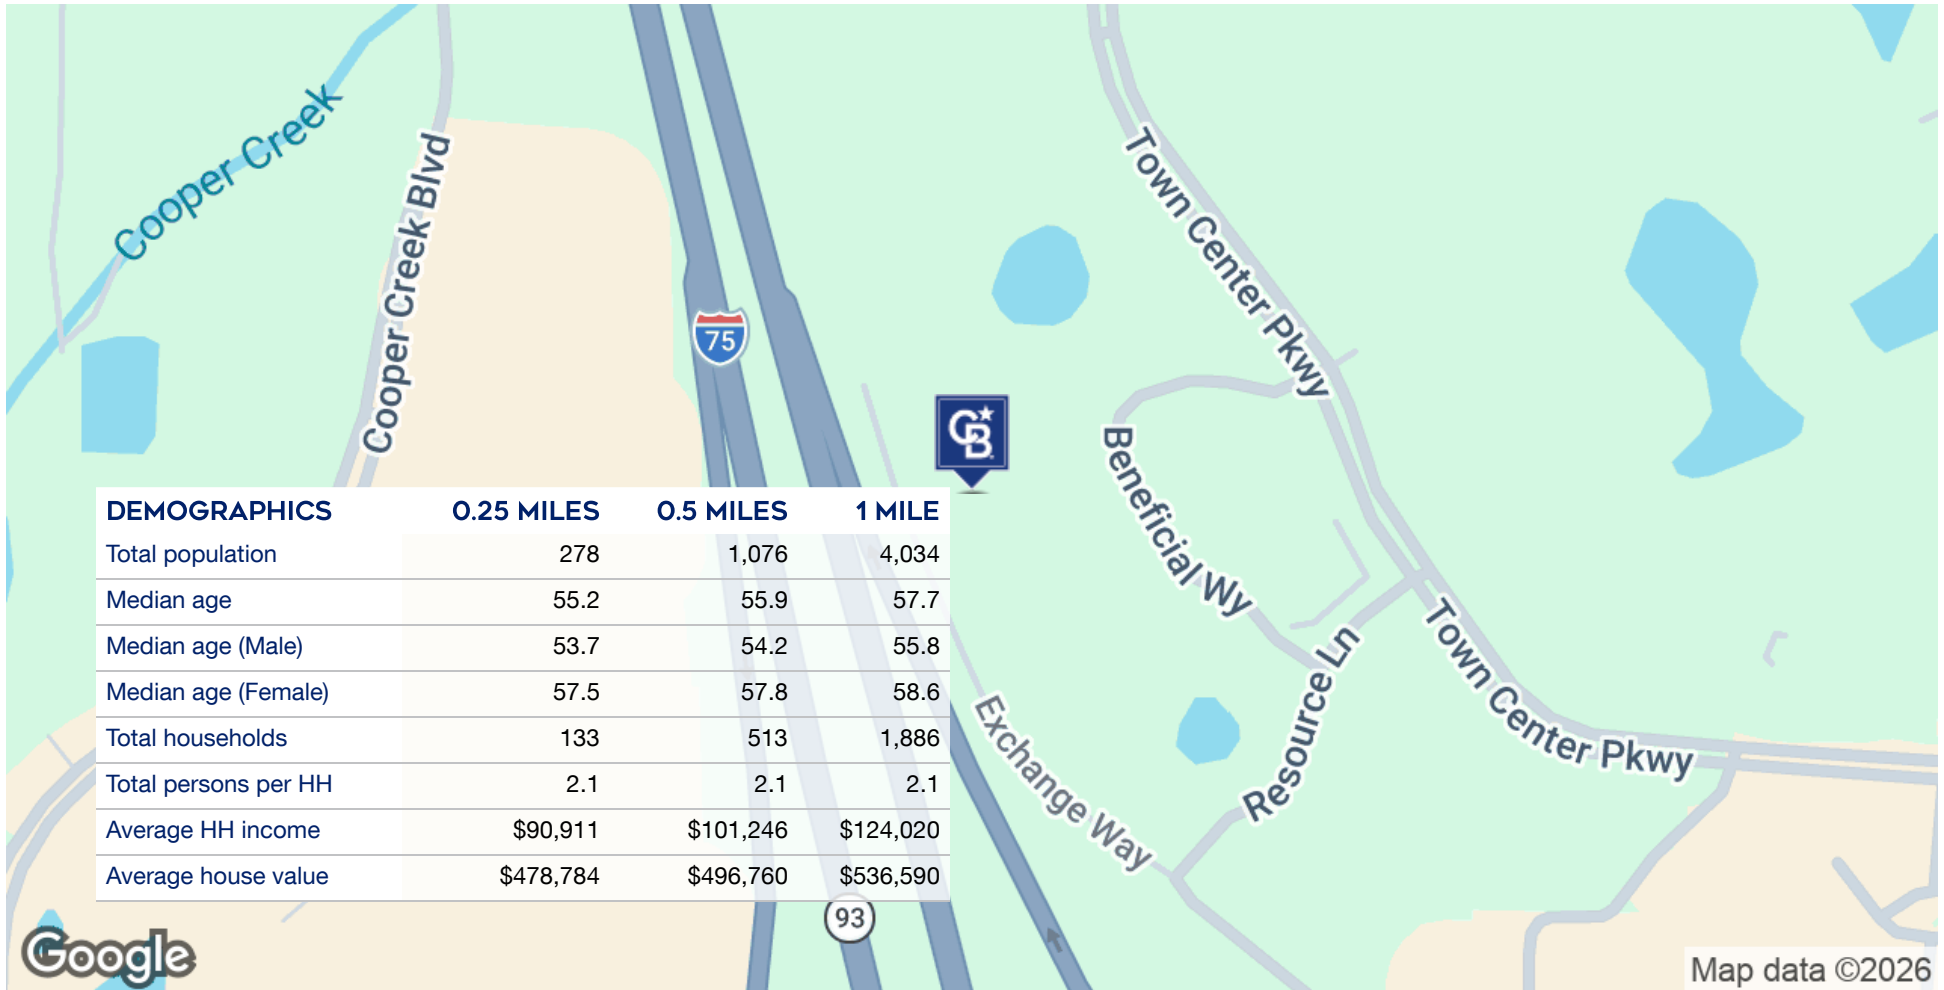 Cooper Creek
Cooper Creek Blvd
75
Town Center Pkwy
CB
Beneficial Wy
DEMOGRAPHICS 0.25 MILES 0.5 MILES 1 MILE
Total population 278 1,076 4,034
Median age 55.2 55.9 57.7
Median age (Male) 53.7 54.2 55.8
Median age (Female) 57.5 57.8 58.6
Total households 133 513 1,886
Total persons per HH 2.1 2.1 2.1
Average HH income $90,911 $101,246 $124,020
Average house value $478,784 $496,760 $536,590
Resource Ln
Town Center Pkwy
Exchange Way
93
Google
Map data ©2026